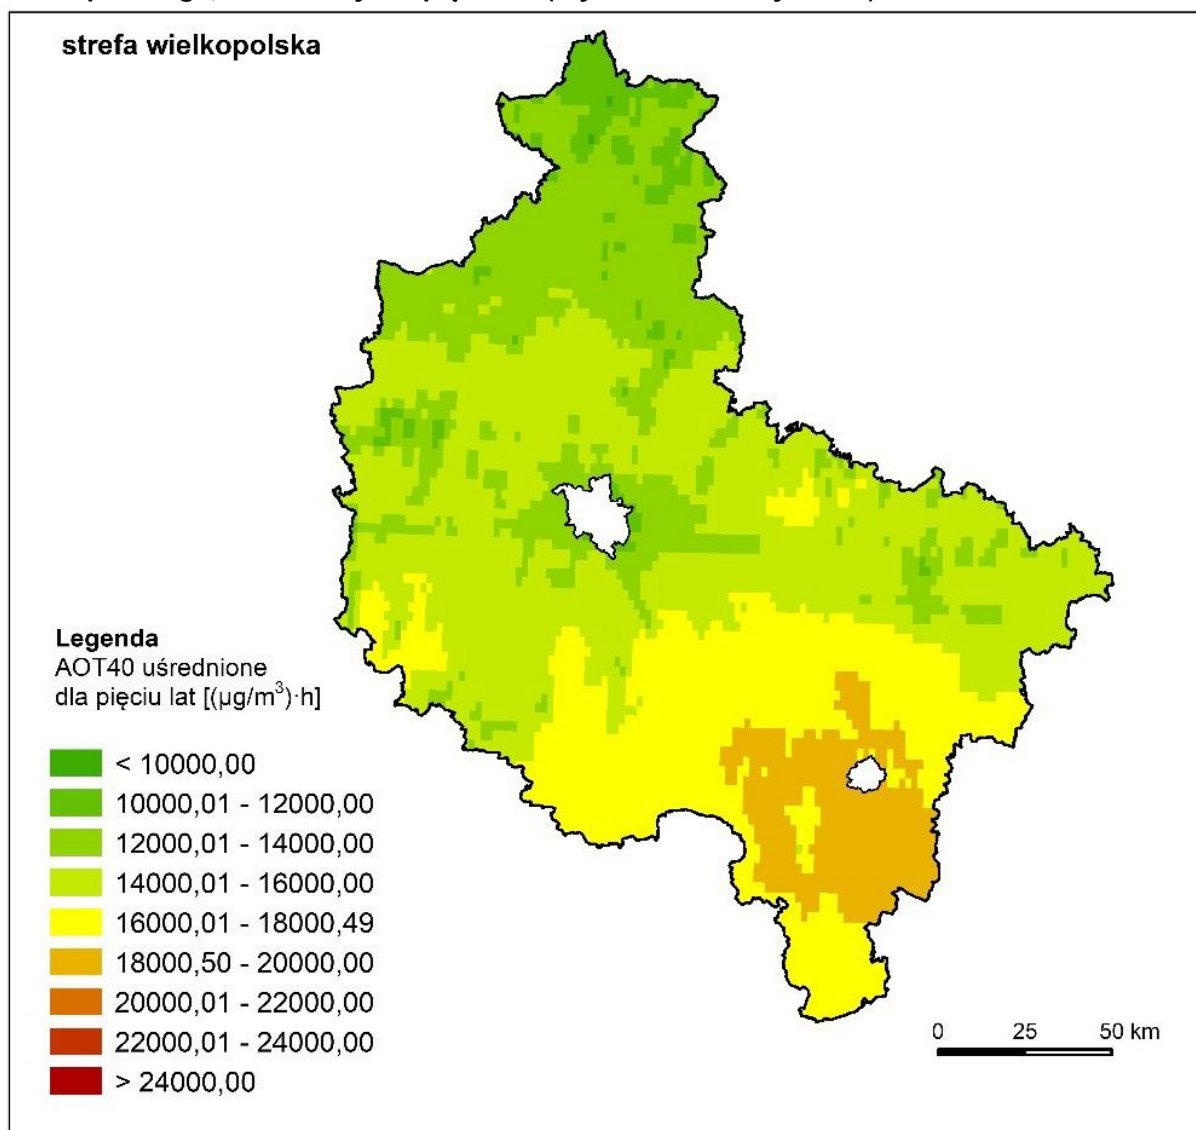 strefa wielkopolska
Legenda
AOT40 uśrednione
dla pięciu lat [(µg/m³)·h]
< 10000,00
10000,01 - 12000,00
12000,01 - 14000,00
14000,01 - 16000,00
16000,01 - 18000,49
18000,50 - 20000,00
20000,01 - 22000,00
22000,01 - 24000,00
> 24000,00
0 25 50 km